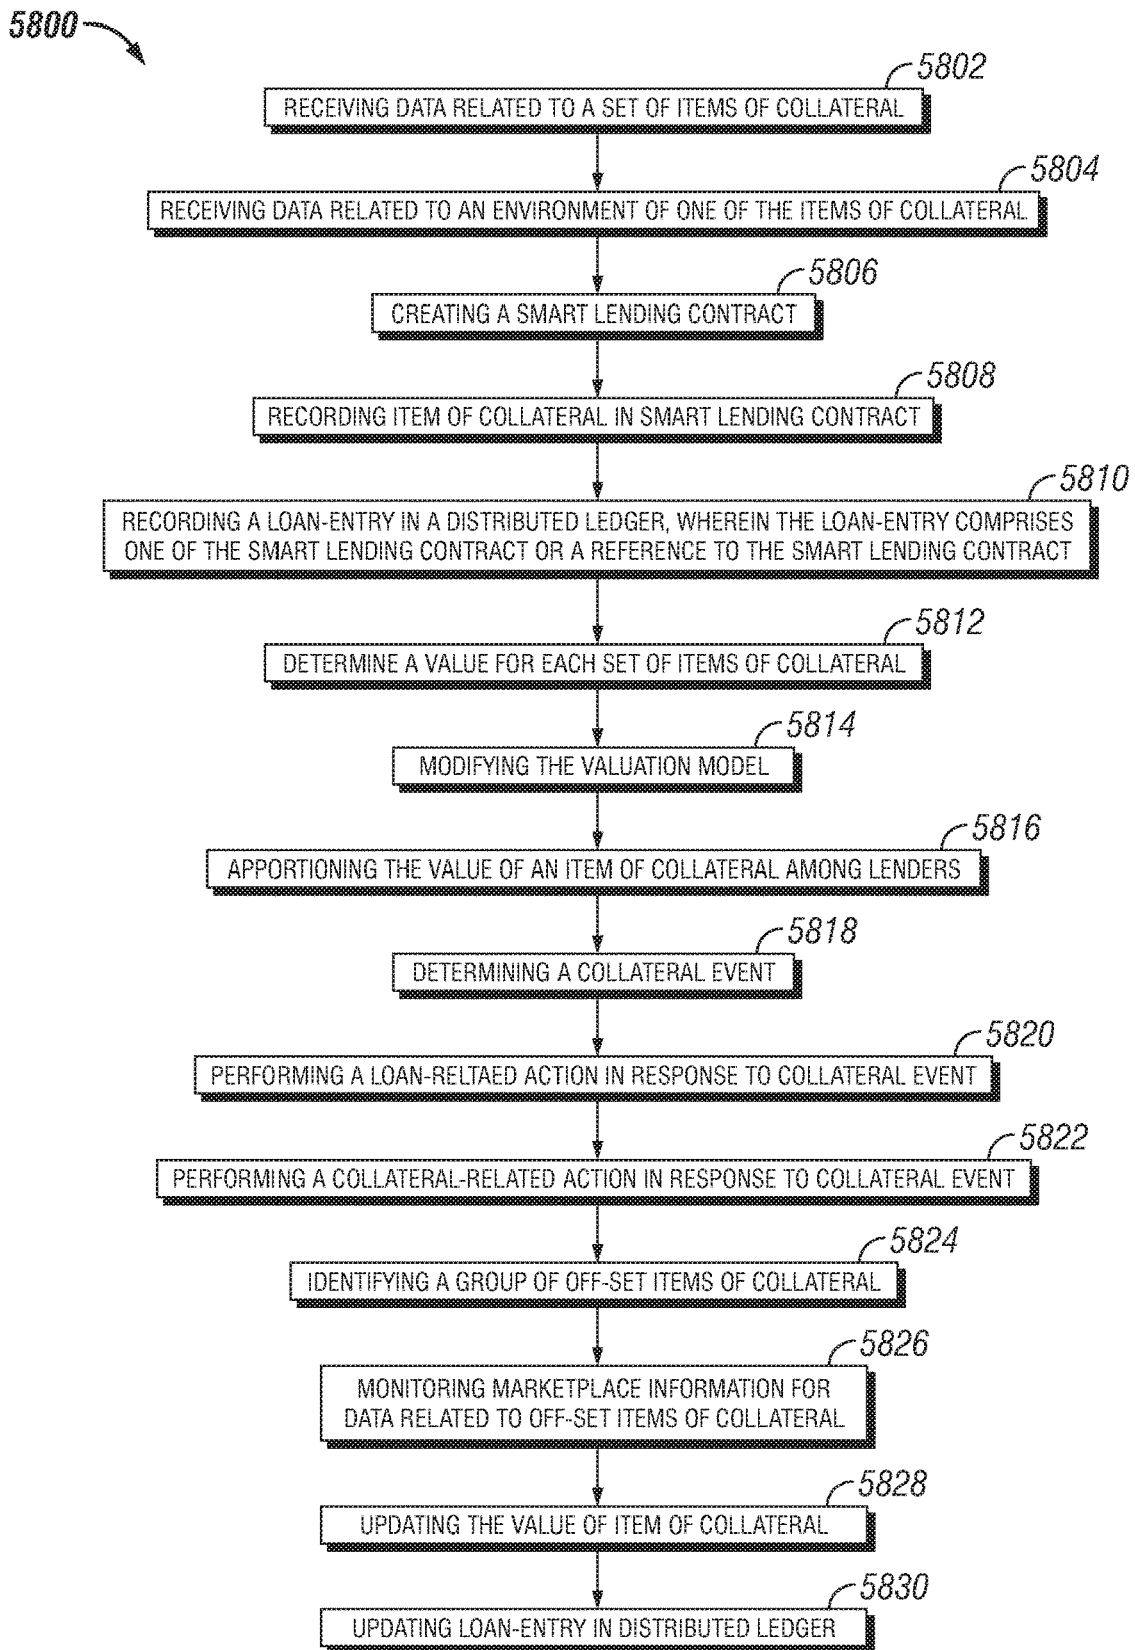 5800
5802
RECEIVING DATA RELATED TO A SET OF ITEMS OF COLLATERAL
5804
RECEIVING DATA RELATED TO AN ENVIRONMENT OF ONE OF THE ITEMS OF COLLATERAL
5806
CREATING A SMART LENDING CONTRACT
5808
RECORDING ITEM OF COLLATERAL IN SMART LENDING CONTRACT
5810
RECORDING A LOAN-ENTRY IN A DISTRIBUTED LEDGER, WHEREIN THE LOAN-ENTRY COMPRISES
ONE OF THE SMART LENDING CONTRACT OR A REFERENCE TO THE SMART LENDING CONTRACT
5812
DETERMINE A VALUE FOR EACH SET OF ITEMS OF COLLATERAL
5814
MODIFYING THE VALUATION MODEL
5816
APPORTIONING THE VALUE OF AN ITEM OF COLLATERAL AMONG LENDERS
5818
DETERMINING A COLLATERAL EVENT
5820
PERFORMING A LOAN-RELTAED ACTION IN RESPONSE TO COLLATERAL EVENT
5822
PERFORMING A COLLATERAL-RELATED ACTION IN RESPONSE TO COLLATERAL EVENT
5824
IDENTIFYING A GROUP OF OFF-SET ITEMS OF COLLATERAL
5826
MONITORING MARKETPLACE INFORMATION FOR
DATA RELATED TO OFF-SET ITEMS OF COLLATERAL
5828
UPDATING THE VALUE OF ITEM OF COLLATERAL
5830
UPDATING LOAN-ENTRY IN DISTRIBUTED LEDGER